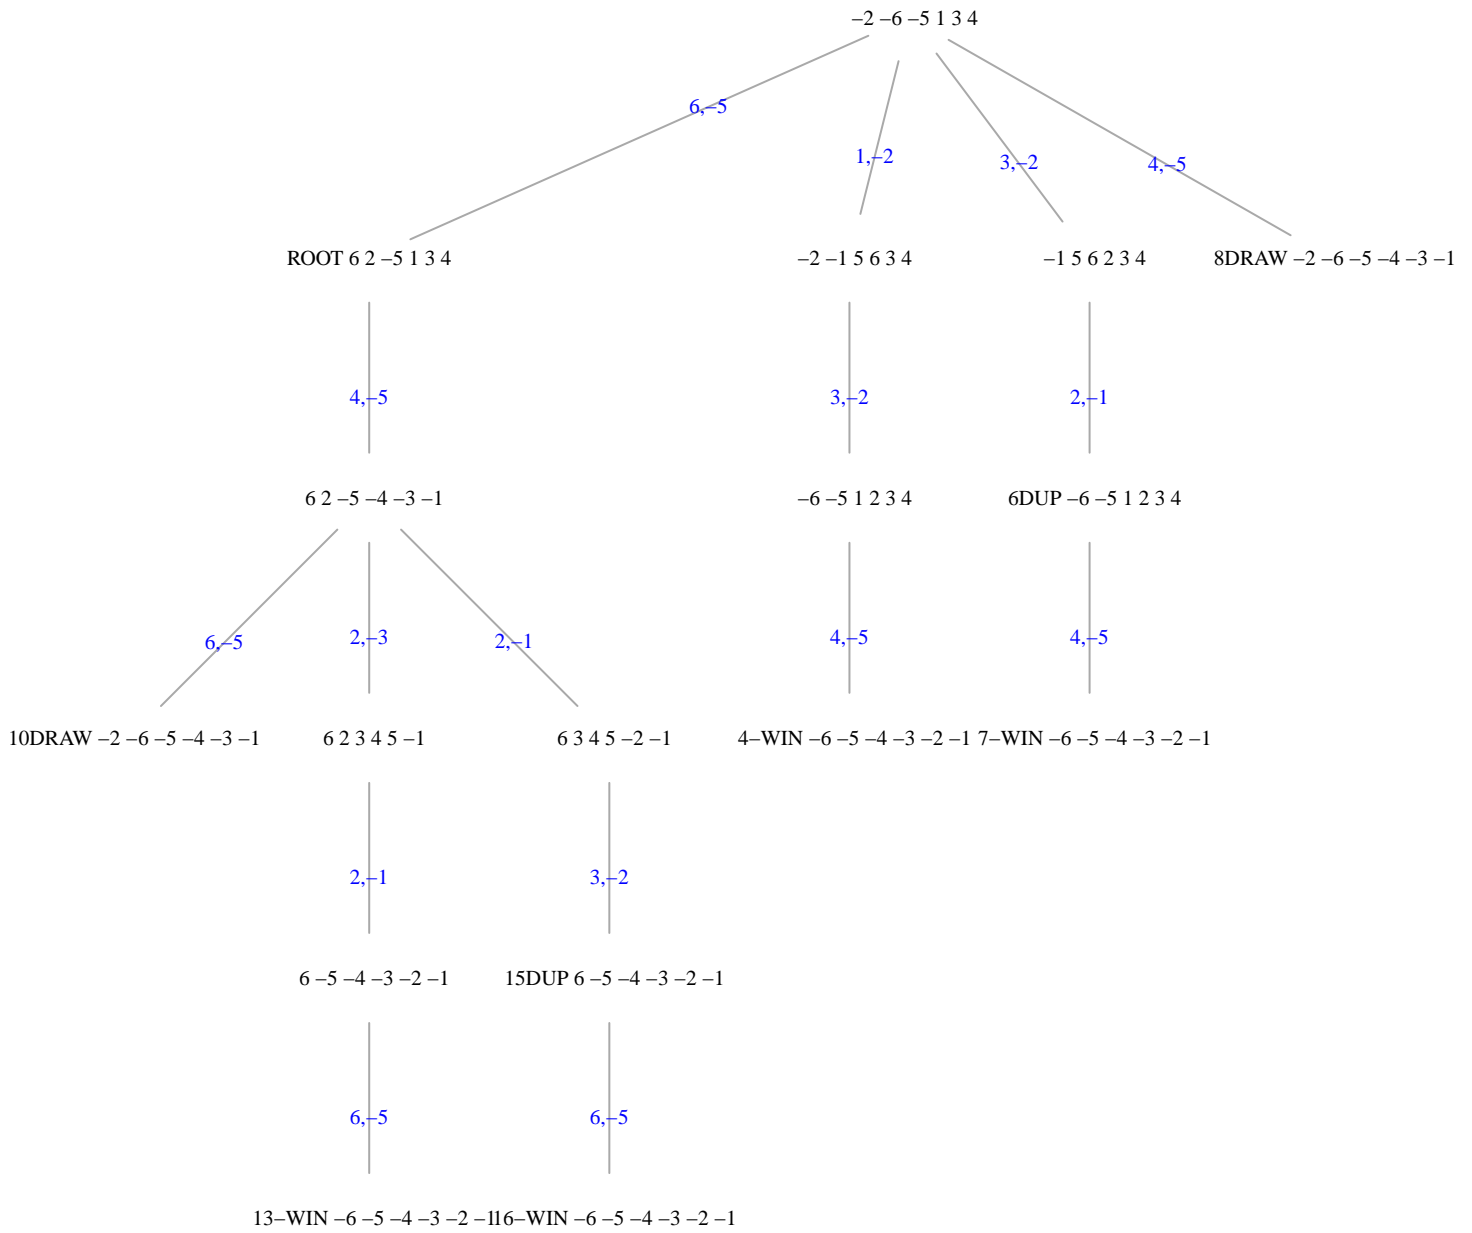 –2 –6 –5 1 3 4
6,–5
1,–2
3,–2
4,–5
ROOT 6 2 –5 1 3 4
–2 –1 5 6 3 4
–1 5 6 2 3 4
8DRAW –2 –6 –5 –4 –3 –1
4,–5
3,–2
2,–1
6 2 –5 –4 –3 –1
–6 –5 1 2 3 4
6DUP –6 –5 1 2 3 4
6,–5
2,–3
2,–1
4,–5
4,–5
10DRAW –2 –6 –5 –4 –3 –1
6 2 3 4 5 –1
6 3 4 5 –2 –1
4–WIN –6 –5 –4 –3 –2 –1
7–WIN –6 –5 –4 –3 –2 –1
2,–1
3,–2
6 –5 –4 –3 –2 –1
15DUP 6 –5 –4 –3 –2 –1
6,–5
6,–5
13–WIN –6 –5 –4 –3 –2 –1
16–WIN –6 –5 –4 –3 –2 –1